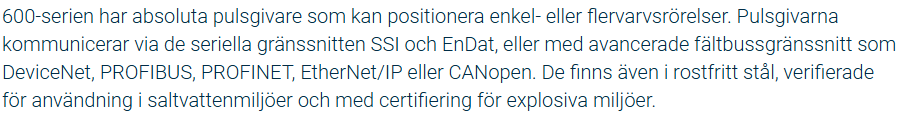 600-serien har absoluta pulsgivare som kan positionera enkel- eller flervarvsrörelser. Pulsgivarna
kommunicerar via de seriella gränssnitten SSI och EnDat, eller med avancerade fältbussgränssnitt som
DeviceNet, PROFIBUS, PROFINET, EtherNet/IP eller CANopen. De finns även i rostfritt stål, verifierade
för användning i saltvattenmiljöer och med certifiering för explosiva miljöer.